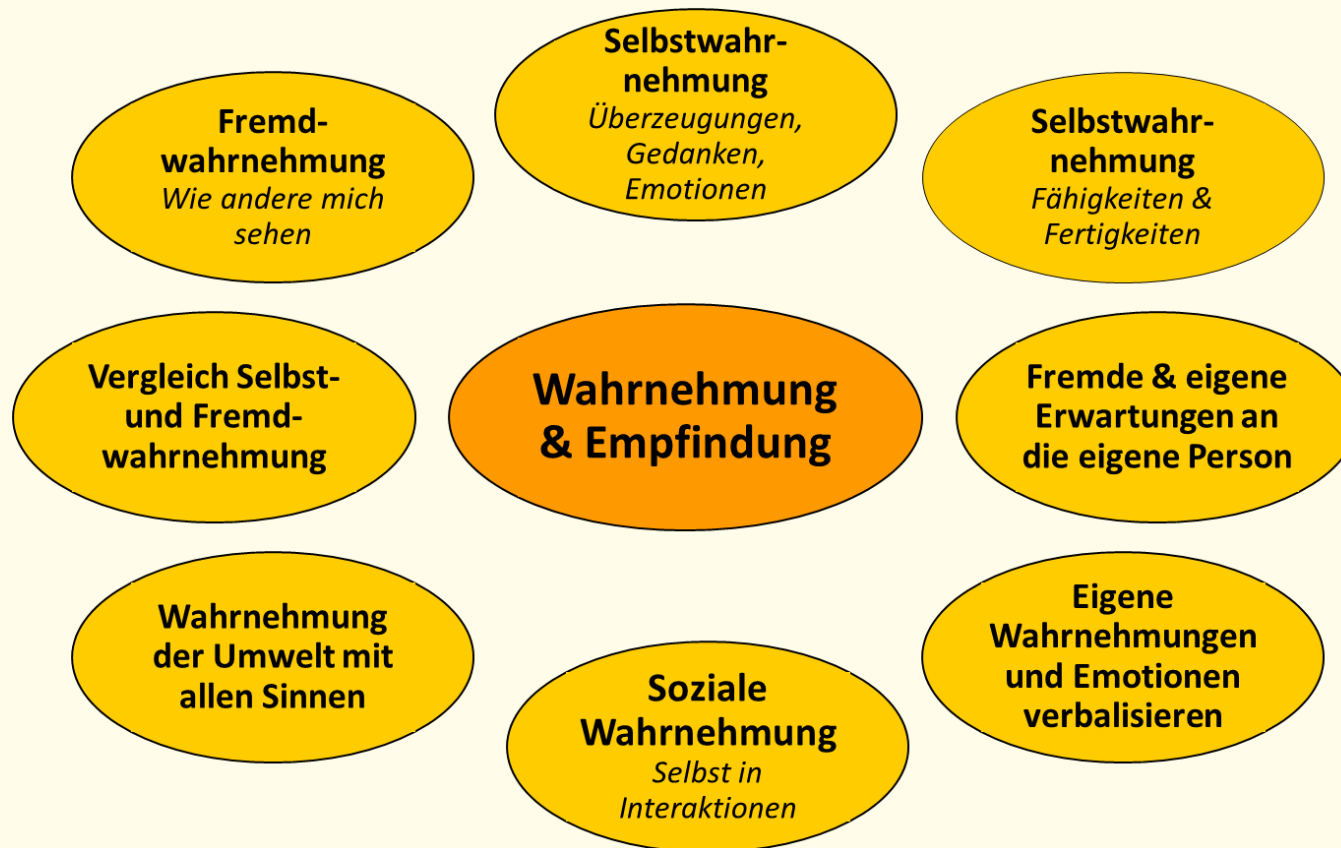 Selbstwahr-
nehmung
Überzeugungen,
Gedanken,
Emotionen
Fremd-
wahrnehmung
Wie andere mich
sehen
Selbstwahr-
nehmung
Fähigkeiten &
Fertigkeiten
Vergleich Selbst-
und Fremd-
wahrnehmung
Wahrnehmung
& Empfindung
Fremde & eigene
Erwartungen an
die eigene Person
Wahrnehmung
der Umwelt mit
allen Sinnen
Soziale
Wahrnehmung
Selbst in
Interaktionen
Eigene
Wahrnehmungen
und Emotionen
verbalisieren